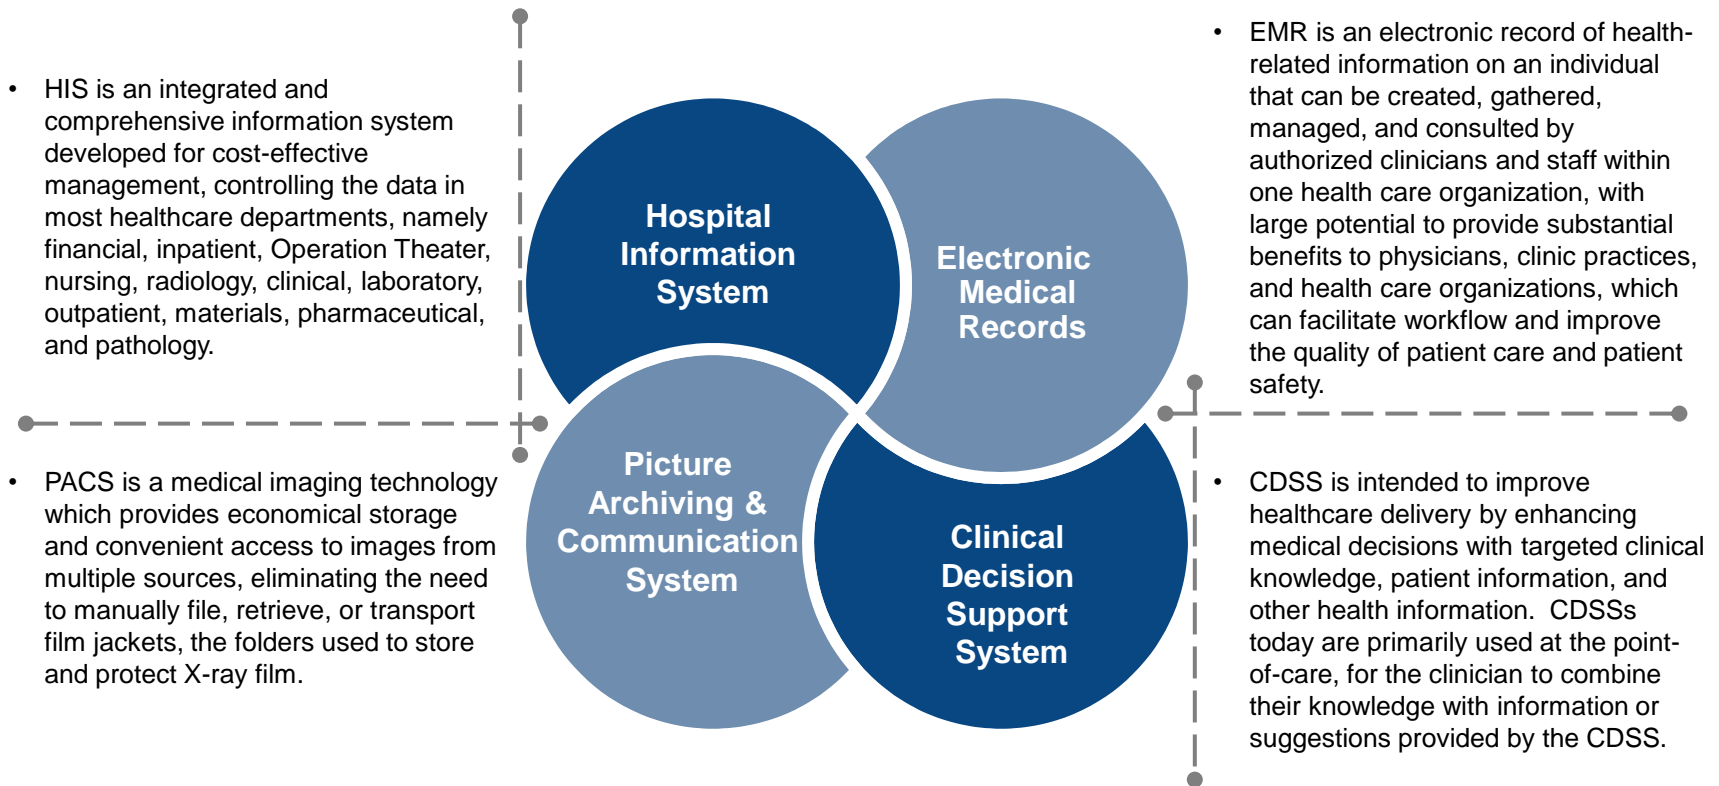 • HIS is an integrated and
comprehensive information system
developed for cost-effective
management, controlling the data in
most healthcare departments, namely
financial, inpatient, Operation Theater,
nursing, radiology, clinical, laboratory,
outpatient, materials, pharmaceutical,
and pathology.
Hospital
Information
System
Electronic
Medical
Records
• EMR is an electronic record of health-
related information on an individual
that can be created, gathered,
managed, and consulted by
authorized clinicians and staff within
one health care organization, with
large potential to provide substantial
benefits to physicians, clinic practices,
and health care organizations, which
can facilitate workflow and improve
the quality of patient care and patient
safety.
• PACS is a medical imaging technology
which provides economical storage
and convenient access to images from
multiple sources, eliminating the need
to manually file, retrieve, or transport
film jackets, the folders used to store
and protect X-ray film.
Picture
Archiving &
Communication
System
Clinical
Decision
Support
System
• CDSS is intended to improve
healthcare delivery by enhancing
medical decisions with targeted clinical
knowledge, patient information, and
other health information.  CDSSs
today are primarily used at the point-
of-care, for the clinician to combine
their knowledge with information or
suggestions provided by the CDSS.